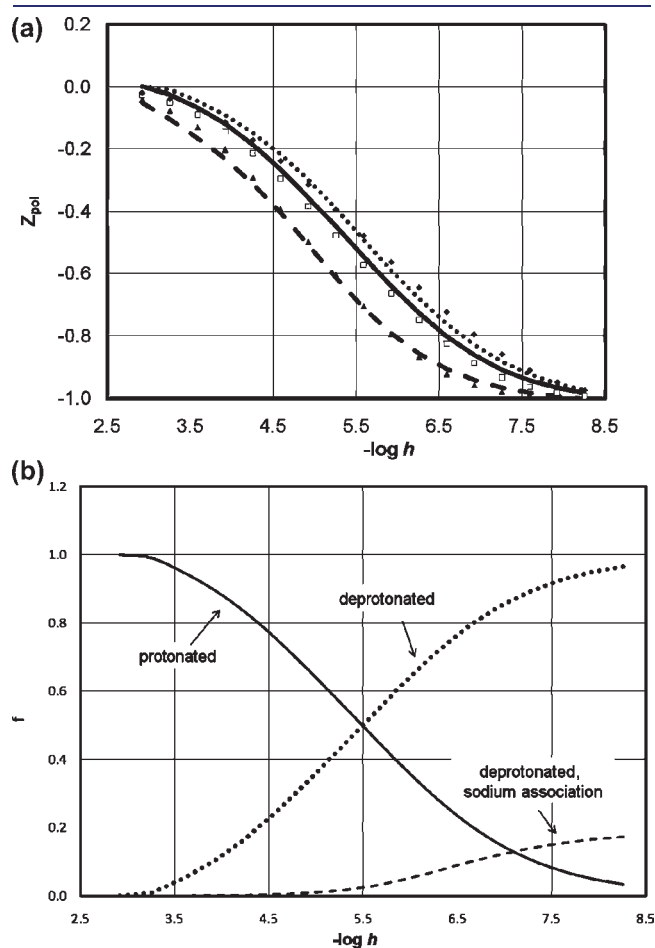 (a)
0.2
0.0
-0.2
-0.4
-0.6
-0.8
-1.0
Zpol
2.5 3.5 4.5 5.5 6.5 7.5 8.5
-log h
(b)
1.2
1.0
0.8
0.6
0.4
0.2
0.0
f
deprotonated
protonated
deprotonated,
sodium association
2.5 3.5 4.5 5.5 6.5 7.5 8.5
-log h